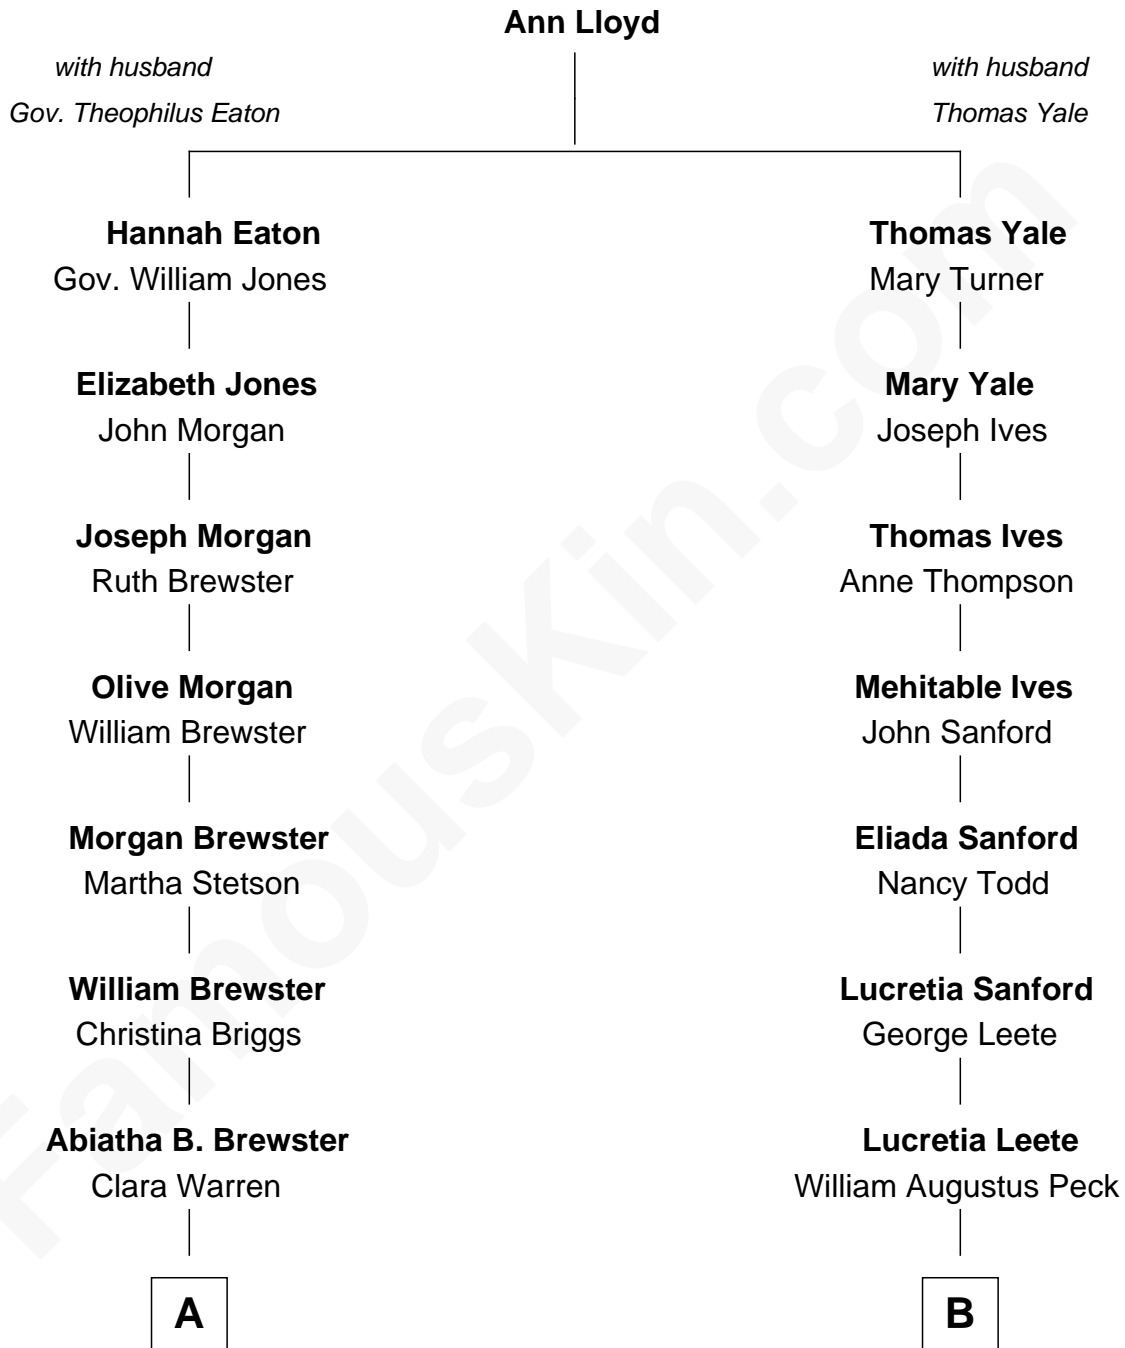 Ann Lloyd
with husband
Gov. Theophilus Eaton
with husband
Thomas Yale
Hannah Eaton
Gov. William Jones
Thomas Yale
Mary Turner
Elizabeth Jones
John Morgan
Mary Yale
Joseph Ives
Joseph Morgan
Ruth Brewster
Thomas Ives
Anne Thompson
Olive Morgan
William Brewster
Mehitable Ives
John Sanford
Morgan Brewster
Martha Stetson
Eliada Sanford
Nancy Todd
William Brewster
Christina Briggs
Lucretia Sanford
George Leete
Abiatha B. Brewster
Clara Warren
Lucretia Leete
William Augustus Peck
A
B
FamousKin.com